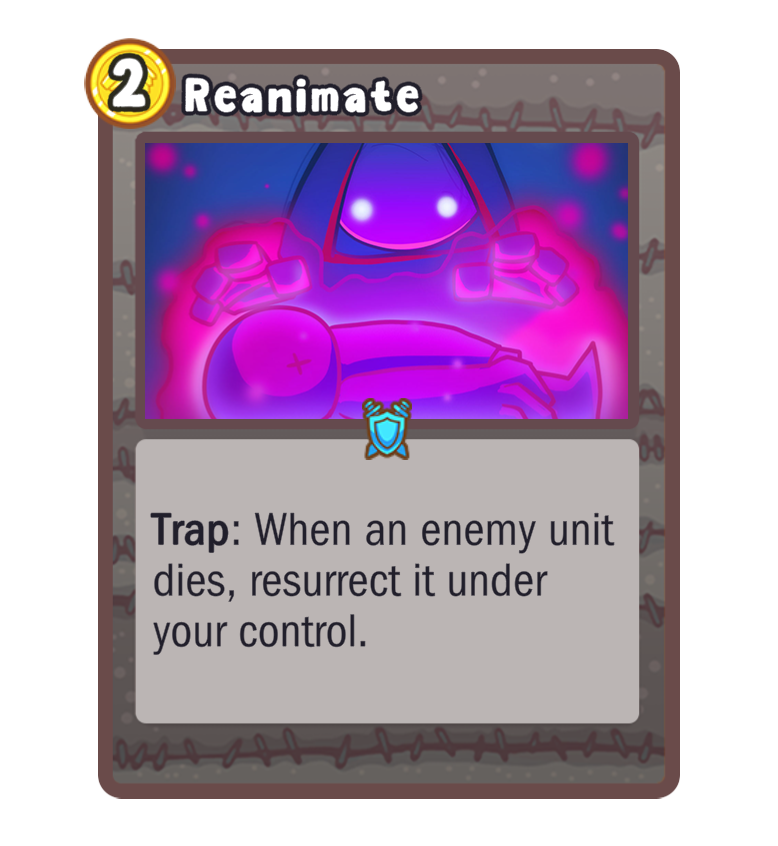 2
Reanimate
Trap: When an enemy unit
dies, resurrect it under
your control.